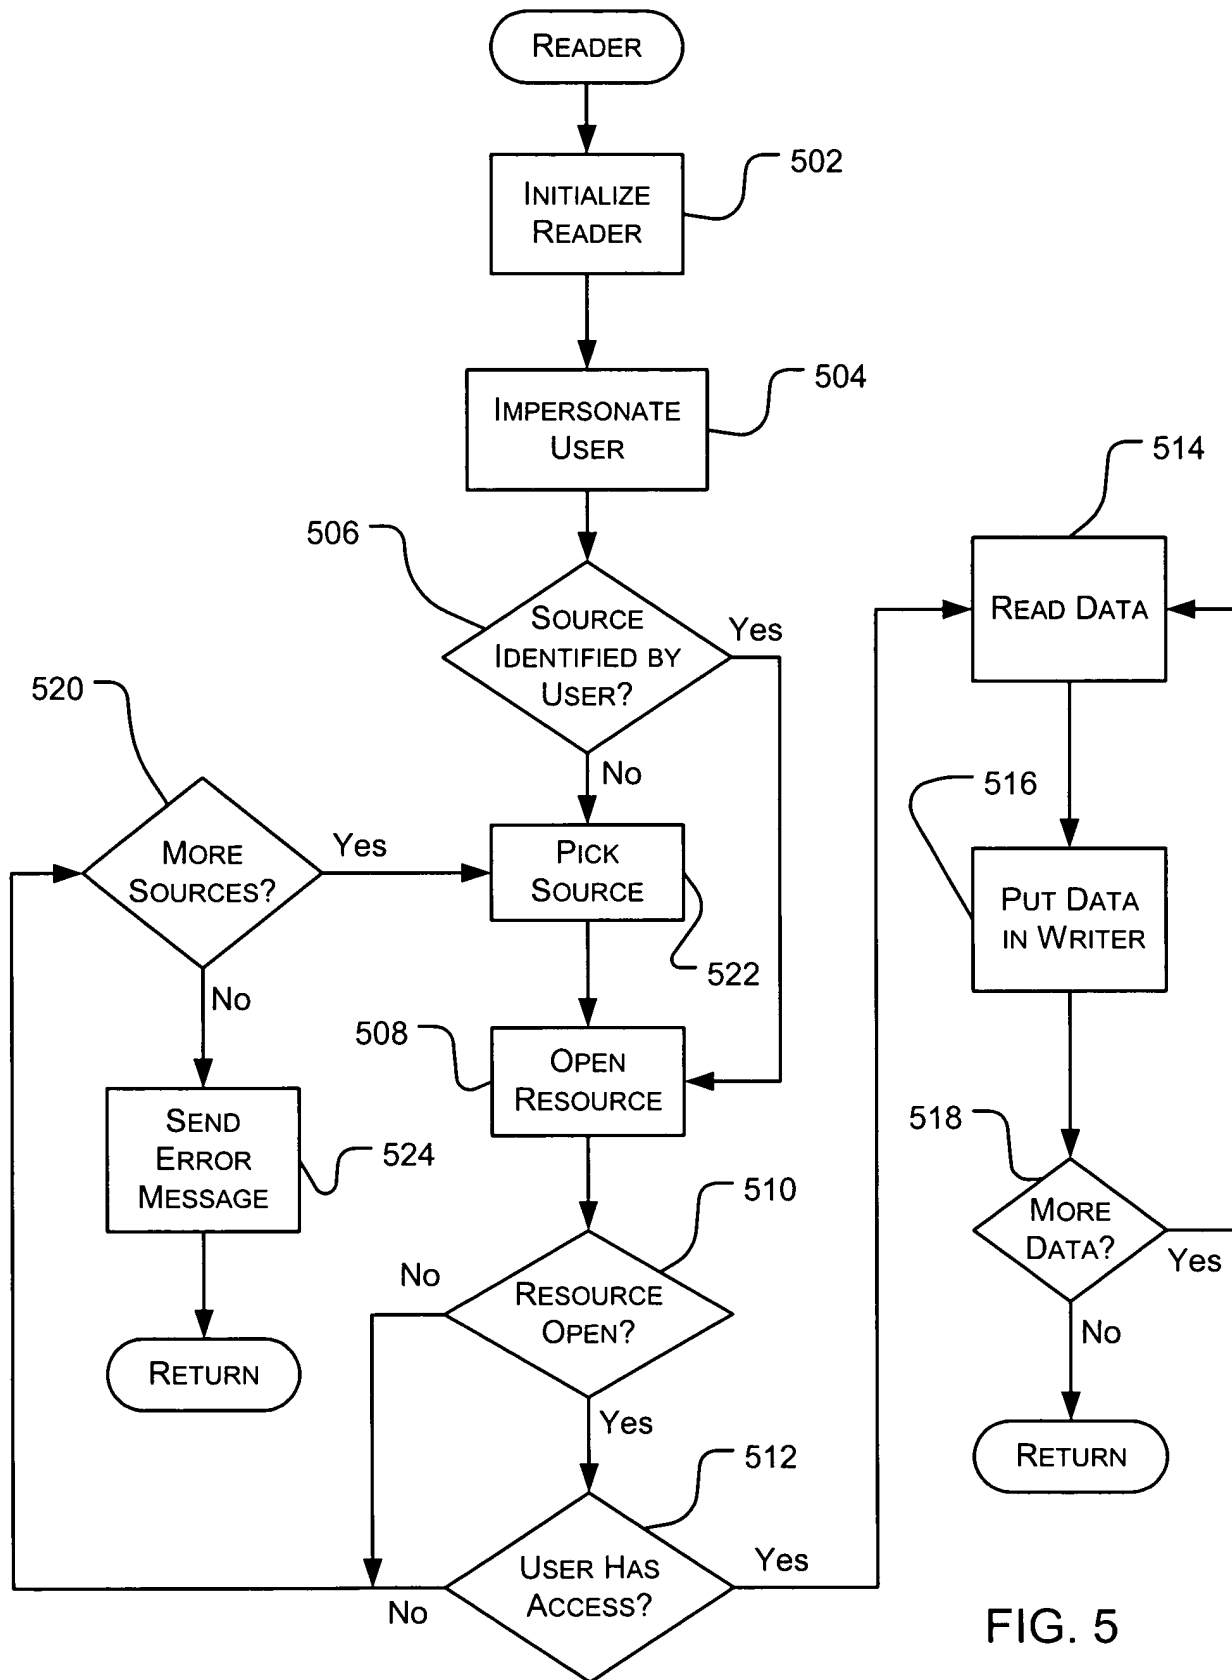 READER
502
INITIALIZE
READER
504
IMPERSONATE
USER
506
SOURCE
IDENTIFIED BY
USER?
Yes
No
520
MORE
SOURCES?
Yes
No
PICK
SOURCE
522
508
OPEN
RESOURCE
SEND
ERROR
MESSAGE
524
RETURN
510
RESOURCE
OPEN?
No
Yes
512
USER HAS
ACCESS?
No
Yes
514
READ DATA
516
PUT DATA
IN WRITER
518
MORE
DATA?
Yes
No
RETURN
FIG. 5